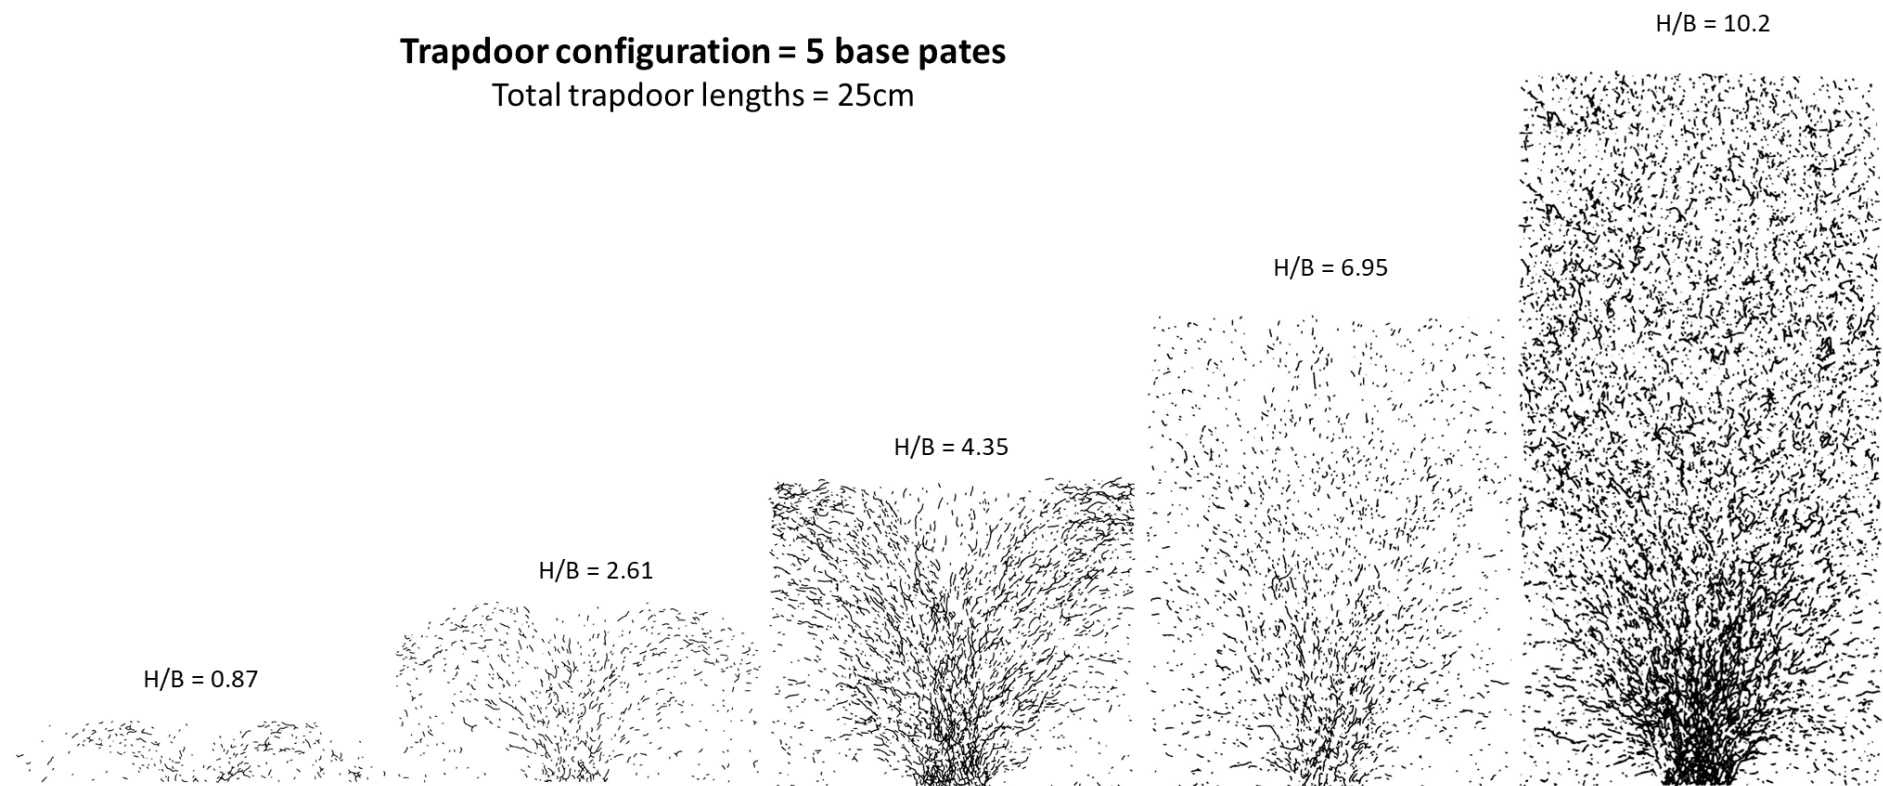 Trapdoor configuration = 5 base pates
Total trapdoor lengths = 25cm
H/B = 0.87
H/B = 2.61
H/B = 4.35
H/B = 6.95
H/B = 10.2